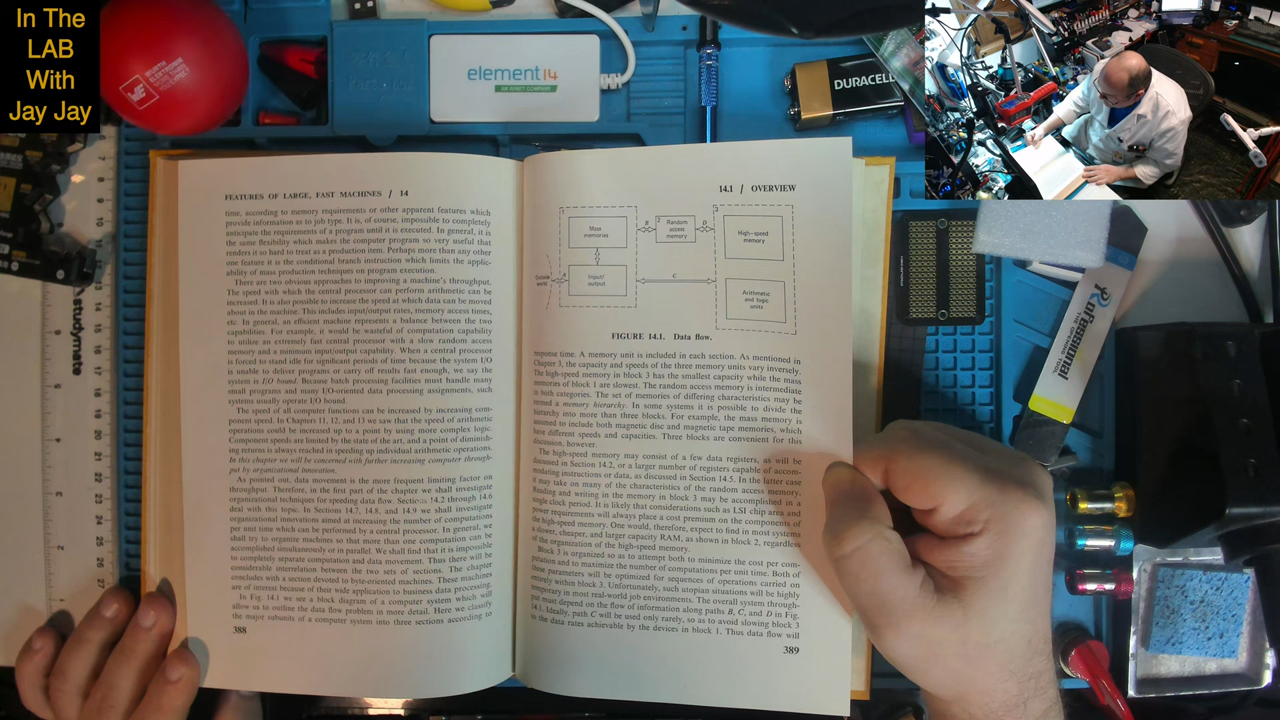 In The
LAB
With
Jay Jay
WÜRTH ELEKTRONIK
MORE THAN YOU EXPECT
WE
element14
AN AVNET COMPANY
DURACELL
studymate
RoFessional
THE OPENING TOOL
FEATURES OF LARGE, FAST MACHINES / 14
time, according to memory requirements or other apparent features which
provide information as to job type. It is, of course, impossible to completely
anticipate the requirements of a program until it is executed. In general, it is
the same flexibility which makes the computer program so very useful that
renders it so hard to treat as a production item. Perhaps more than any other
one feature it is the conditional branch instruction which limits the applic-
ability of mass production techniques on program execution.
There are two obvious approaches to improving a machine's throughput.
The speed with which the central processor can perform arithmetic can be
increased. It is also possible to increase the speed at which data can be moved
about in the machine. This includes input/output rates, memory access times,
etc. In general, an efficient machine represents a balance between the two
capabilities. For example, it would be wasteful of computation capability
to utilize an extremely fast central processor with a slow random access
memory and a minimum input/output capability. When a central processor
is forced to stand idle for significant periods of time because the system I/O
is unable to deliver programs or carry off results fast enough, we say the
system is I/O bound. Because batch processing facilities must handle many
small programs and many I/O-oriented data processing assignments, such
systems usually operate I/O bound.
The speed of all computer functions can be increased by increasing com-
ponent speed. In Chapters 11, 12, and 13 we saw that the speed of arithmetic
operations could be increased up to a point by using more complex logic.
Component speeds are limited by the state of the art, and a point of diminish-
ing returns is always reached in speeding up individual arithmetic operations.
In this chapter we will be concerned with further increasing computer through-
put by organizational innovation.
As pointed out, data movement is the more frequent limiting factor on
throughput. Therefore, in the first part of the chapter we shall investigate
organizational techniques for speeding data flow. Sections 14.2 through 14.6
deal with this topic. In Sections 14.7, 14.8, and 14.9 we shall investigate
organizational innovations aimed at increasing the number of computations
per unit time which can be performed by a central processor. In general, we
shall try to organize machines so that more than one computation can be
accomplished simultaneously or in parallel. We shall find that it is impossible
to completely separate computation and data movement. Thus there will be
considerable interrelation between the two sets of sections. The chapter
concludes with a section devoted to byte-oriented machines. These machines
are of interest because of their wide application to business data processing.
In Fig. 14.1 we see a block diagram of a computer system which will
allow us to outline the data flow problem in more detail. Here we classify
the major subunits of a computer system into three sections according to
388
14.1 / OVERVIEW
1
Mass
memories
B
2 Random
access
memory
D
3
High-speed
memory
Outside
world
A
Input/
output
C
Arithmetic
and logic
units
FIGURE 14.1. Data flow.
response time. A memory unit is included in each section. As mentioned in
Chapter 3, the capacity and speeds of the three memory units vary inversely.
The high-speed memory in block 3 has the smallest capacity while the mass
memories of block 1 are slowest. The random access memory is intermediate
in both categories. The set of memories of differing characteristics may be
termed a memory hierarchy. In some systems it is possible to divide the
hierarchy into more than three blocks. For example, the mass memory is
assumed to include both magnetic disc and magnetic tape memories, which
have different speeds and capacities. Three blocks are convenient for this
discussion, however.
The high-speed memory may consist of a few data registers, as will be
discussed in Section 14.2, or a larger number of registers capable of accom-
modating instructions or data, as discussed in Section 14.5. In the latter case
it may take on many of the characteristics of the random access memory.
Reading and writing in the memory in block 3 may be accomplished in a
single clock period. It is likely that considerations such as LSI chip area and
power requirements will always place a cost premium on the components of
the high-speed memory. One would, therefore, expect to find in most systems
a slower, cheaper, and larger capacity RAM, as shown in block 2, regardless
of the organization of the high-speed memory.
Block 3 is organized so as to attempt both to minimize the cost per com-
putation and to maximize the number of computations per unit time. Both of
these parameters will be optimized for sequences of operations carried on
entirely within block 3. Unfortunately, such utopian situations will be highly
temporary in most real-world job environments. The overall system through-
put must depend on the flow of information along paths B, C, and D in Fig.
14.1. Ideally, path C will be used only rarely, so as to avoid slowing block 3
to the data rates achievable by the devices in block 1. Thus data flow will
389